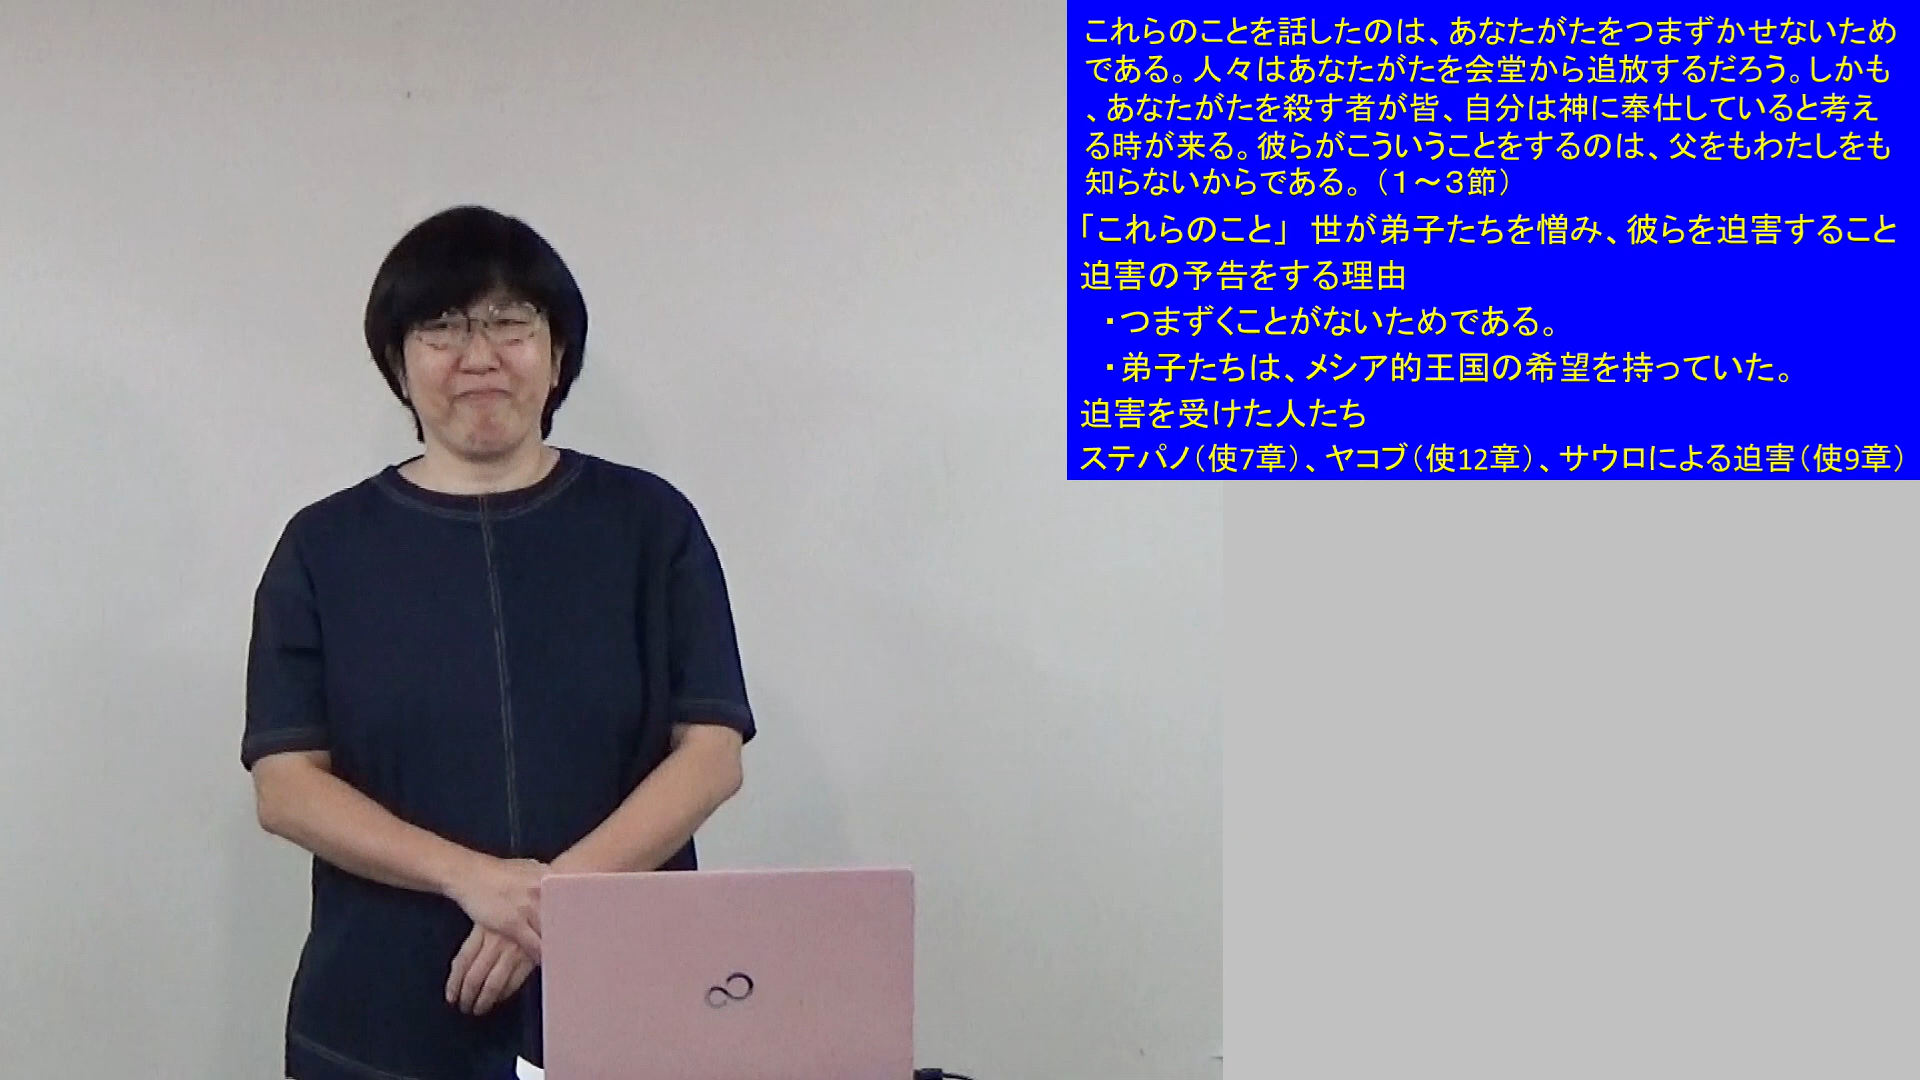 これらのことを話したのは、あなたがたをつまずかせないため
である。人々はあなたがたを会堂から追放するだろう。しかも
、あなたがたを殺す者が皆、自分は神に奉仕していると考え
る時が来る。彼らがこういうことをするのは、父をもわたしをも
知らないからである。（１～３節）
「これらのこと」　世が弟子たちを憎み、彼らを迫害すること
迫害の予告をする理由
・つまずくことがないためである。
・弟子たちは、メシア的王国の希望を持っていた。
迫害を受けた人たち
ステパノ（使7章）、ヤコブ（使12章）、サウロによる迫害（使9章）